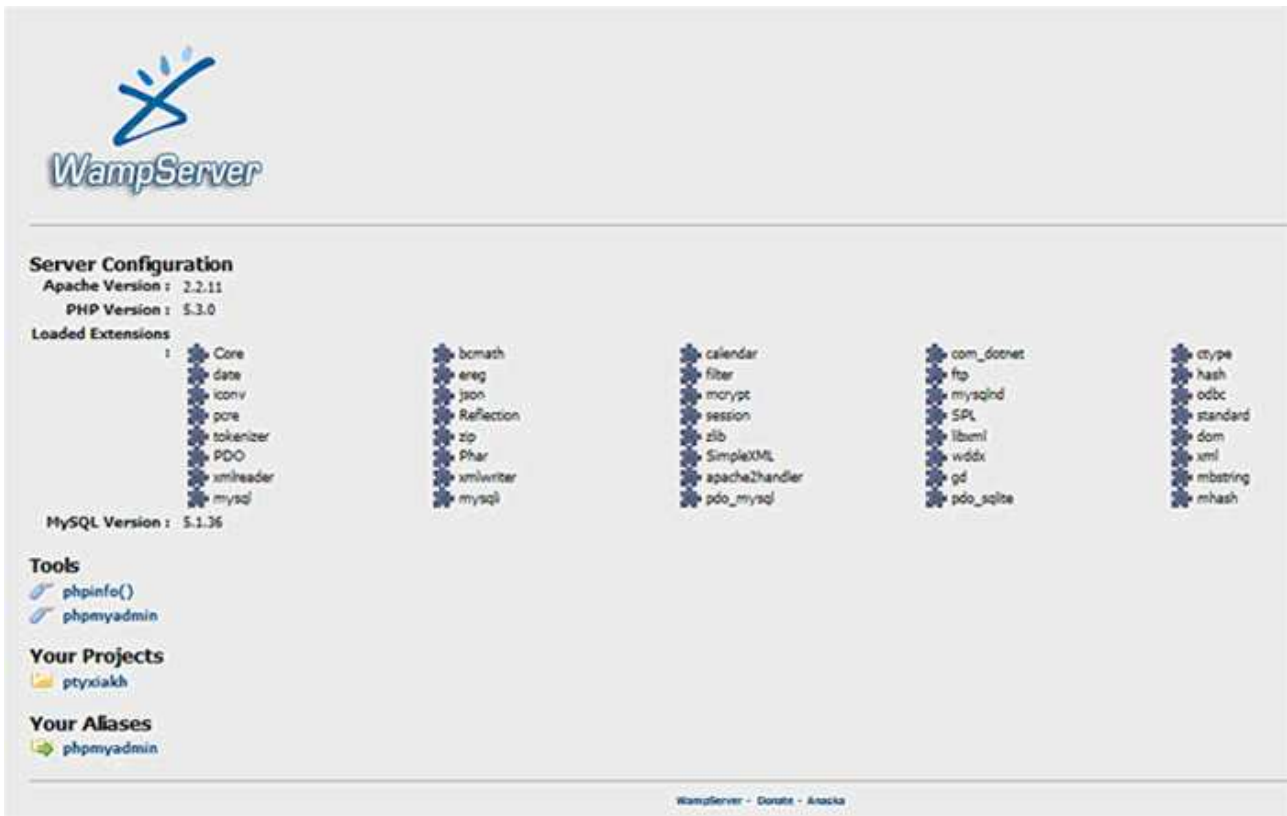 WampServer
Server Configuration
Apache Version : 2.2.11
PHP Version : 5.3.0
Loaded Extensions
: Core bcmath calendar com_dotnet ctype
date ereg filter ftp hash
iconv json mcrypt mysqlnd odbc
pcre Reflection session SPL standard
tokenizer zip zlib libxml dom
PDO Phar SimpleXML wddx xml
xmlreader xmlwriter apache2handler gd mbstring
mysql mysqli pdo_mysql pdo_sqlite mhash
MySQL Version : 5.1.36
Tools
phpinfo()
phpmyadmin
Your Projects
ptyxiakh
Your Aliases
phpmyadmin
WampServer - Donate - Anaska